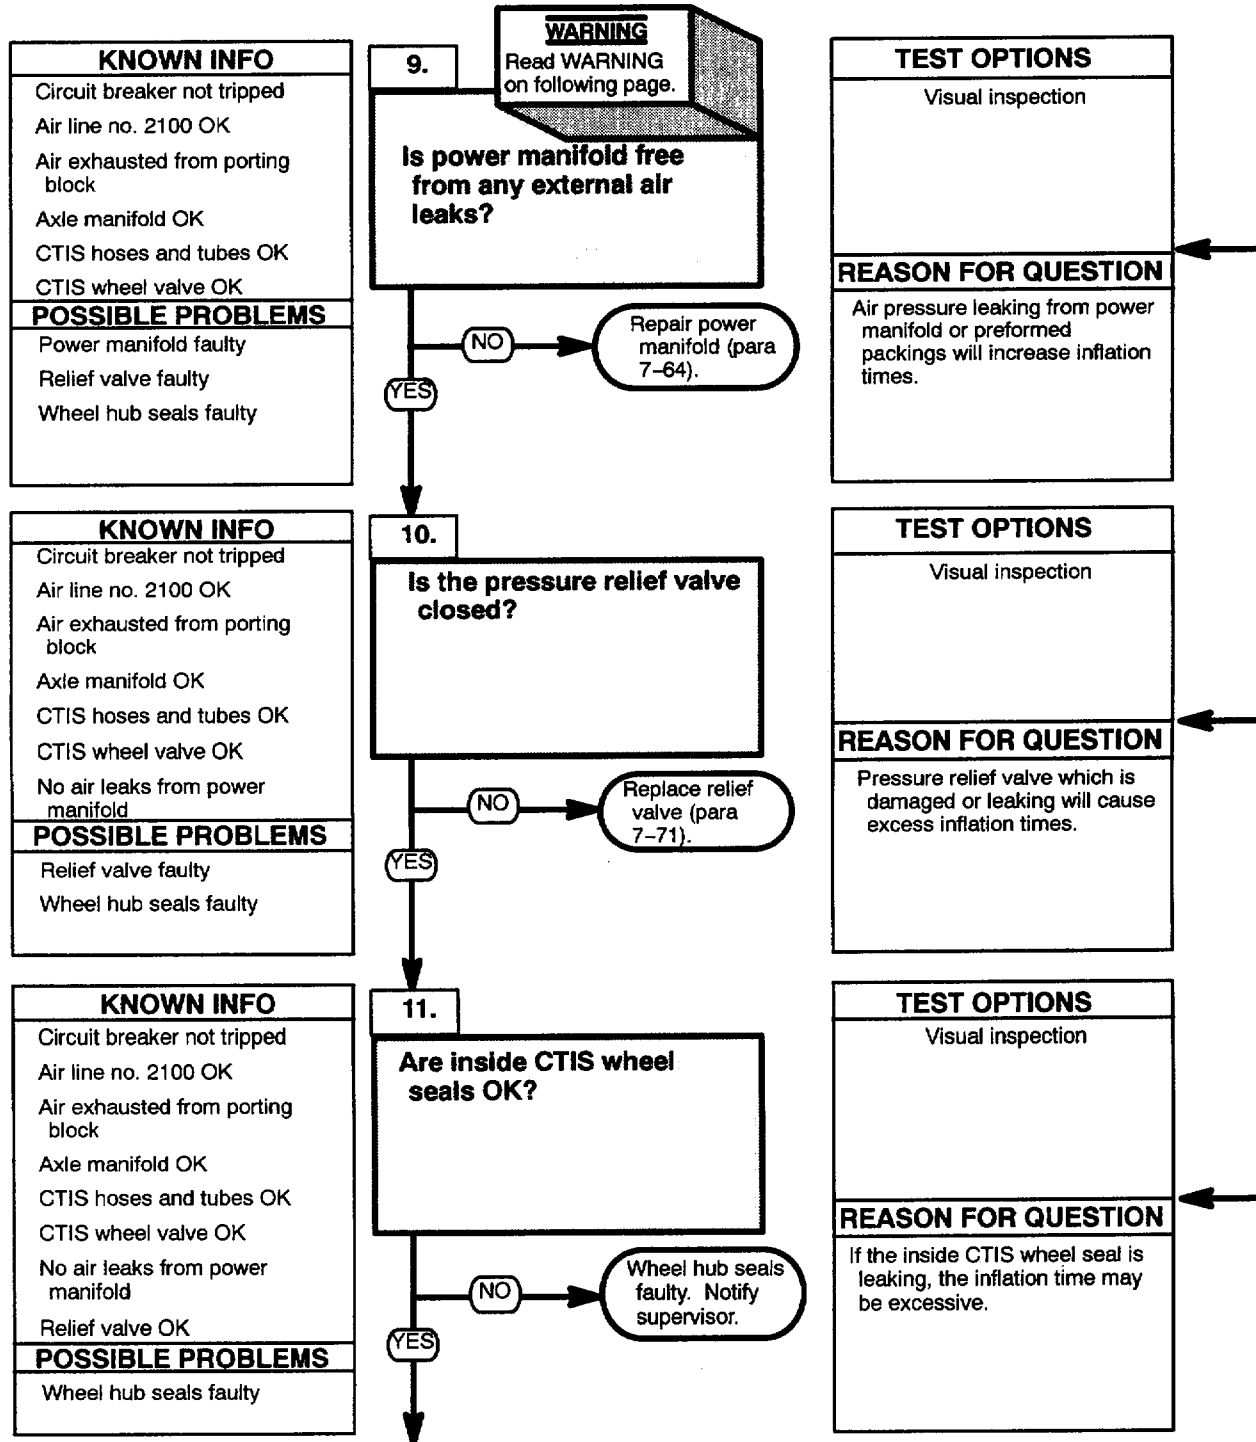 WARNING
Read WARNING
on following page.
KNOWN INFO
Circuit breaker not tripped
Air line no. 2100 OK
Air exhausted from porting
block
Axle manifold OK
CTIS hoses and tubes OK
CTIS wheel valve OK
POSSIBLE PROBLEMS
Power manifold faulty
Relief valve faulty
Wheel hub seals faulty
9.
Is power manifold free
from any external air
leaks?
NO
Repair power
manifold (para
7–64).
YES
TEST OPTIONS
Visual inspection
REASON FOR QUESTION
Air pressure leaking from power
manifold or preformed
packings will increase inflation
times.
KNOWN INFO
Circuit breaker not tripped
Air line no. 2100 OK
Air exhausted from porting
block
Axle manifold OK
CTIS hoses and tubes OK
CTIS wheel valve OK
No air leaks from power
manifold
POSSIBLE PROBLEMS
Relief valve faulty
Wheel hub seals faulty
10.
Is the pressure relief valve
closed?
NO
Replace relief
valve (para
7–71).
YES
TEST OPTIONS
Visual inspection
REASON FOR QUESTION
Pressure relief valve which is
damaged or leaking will cause
excess inflation times.
KNOWN INFO
Circuit breaker not tripped
Air line no. 2100 OK
Air exhausted from porting
block
Axle manifold OK
CTIS hoses and tubes OK
CTIS wheel valve OK
No air leaks from power
manifold
Relief valve OK
POSSIBLE PROBLEMS
Wheel hub seals faulty
11.
Are inside CTIS wheel
seals OK?
NO
Wheel hub seals
faulty. Notify
supervisor.
YES
TEST OPTIONS
Visual inspection
REASON FOR QUESTION
If the inside CTIS wheel seal is
leaking, the inflation time may
be excessive.